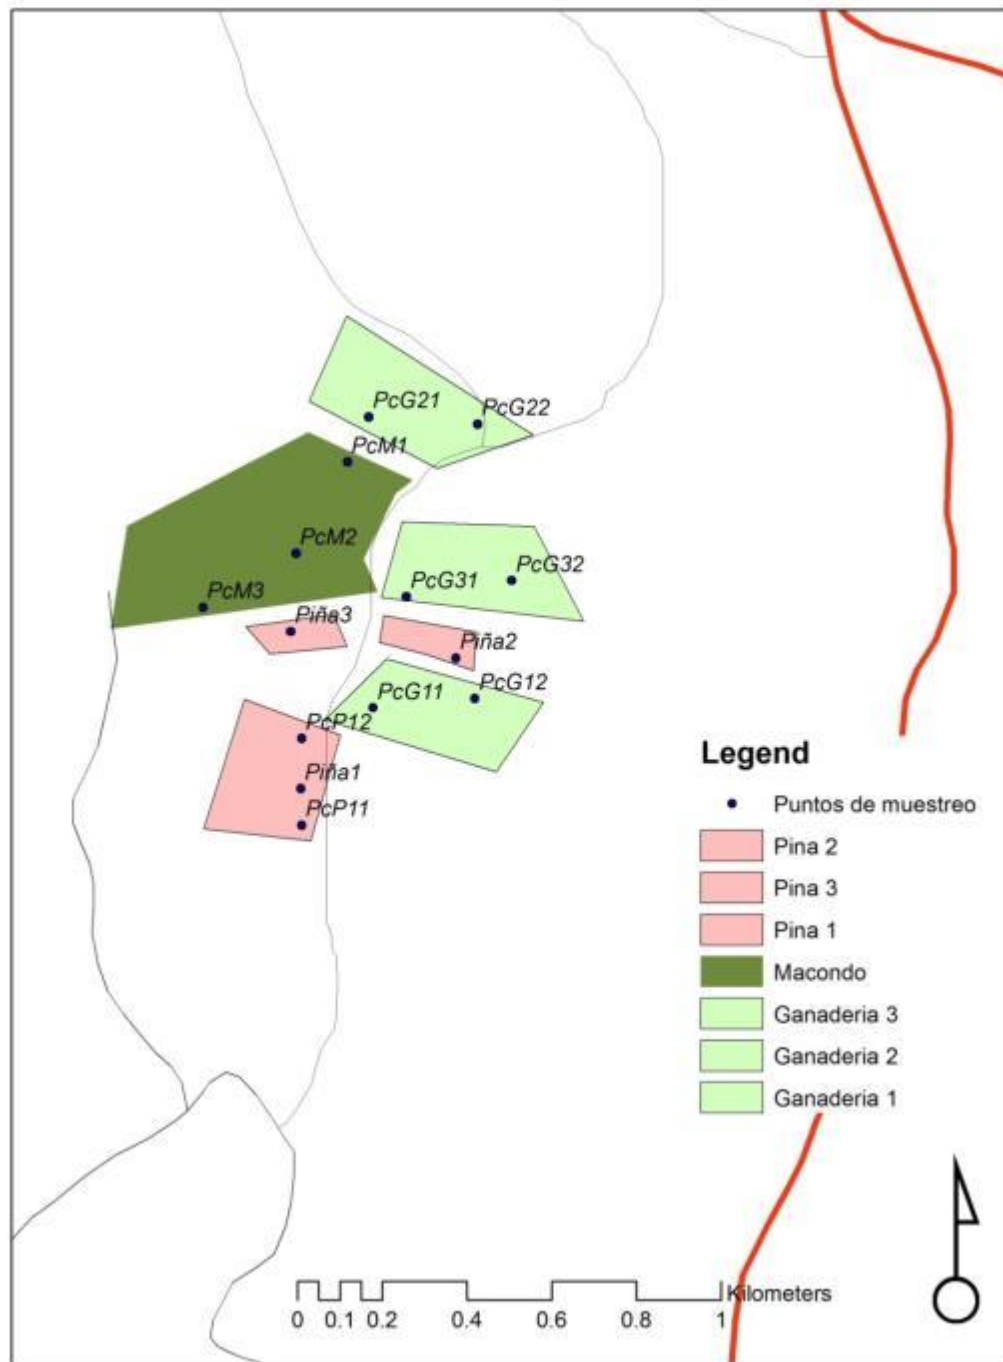 PcG21
PcG22
PcM1
PcM2
PcG32
PcG31
PcM3
Piña3
Piña2
PcG12
PcG11
PcP12
Piña1
PcP11
Legend
Puntos de muestreo
Pina 2
Pina 3
Pina 1
Macondo
Ganaderia 3
Ganaderia 2
Ganaderia 1
Kilometers
0 0.1 0.2 0.4 0.6 0.8 1